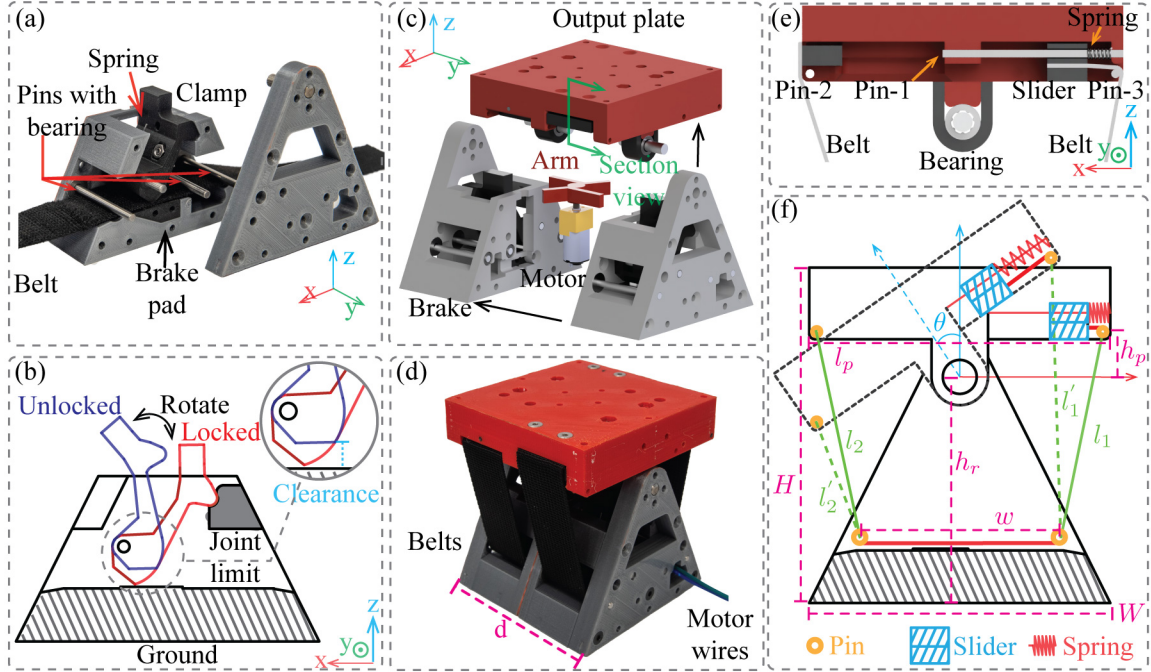 (a)
Spring
Clamp
Pins with
bearing
Belt
Brake
pad
z
x
y
(b)
Unlocked
Rotate
Locked
Clearance
Joint
limit
Ground
z
y
x
(c)
Output plate
z
x
y
Arm
Section
view
Motor
Brake
(d)
Belts
d
Motor
wires
(e)
Spring
Pin-2
Pin-1
Slider
Pin-3
Belt
Bearing
Belt
z
y
x
(f)
θ
l_p
h_p
l_2
l'_1
l_1
h_r
l'_2
H
w
W
Pin
Slider
Spring